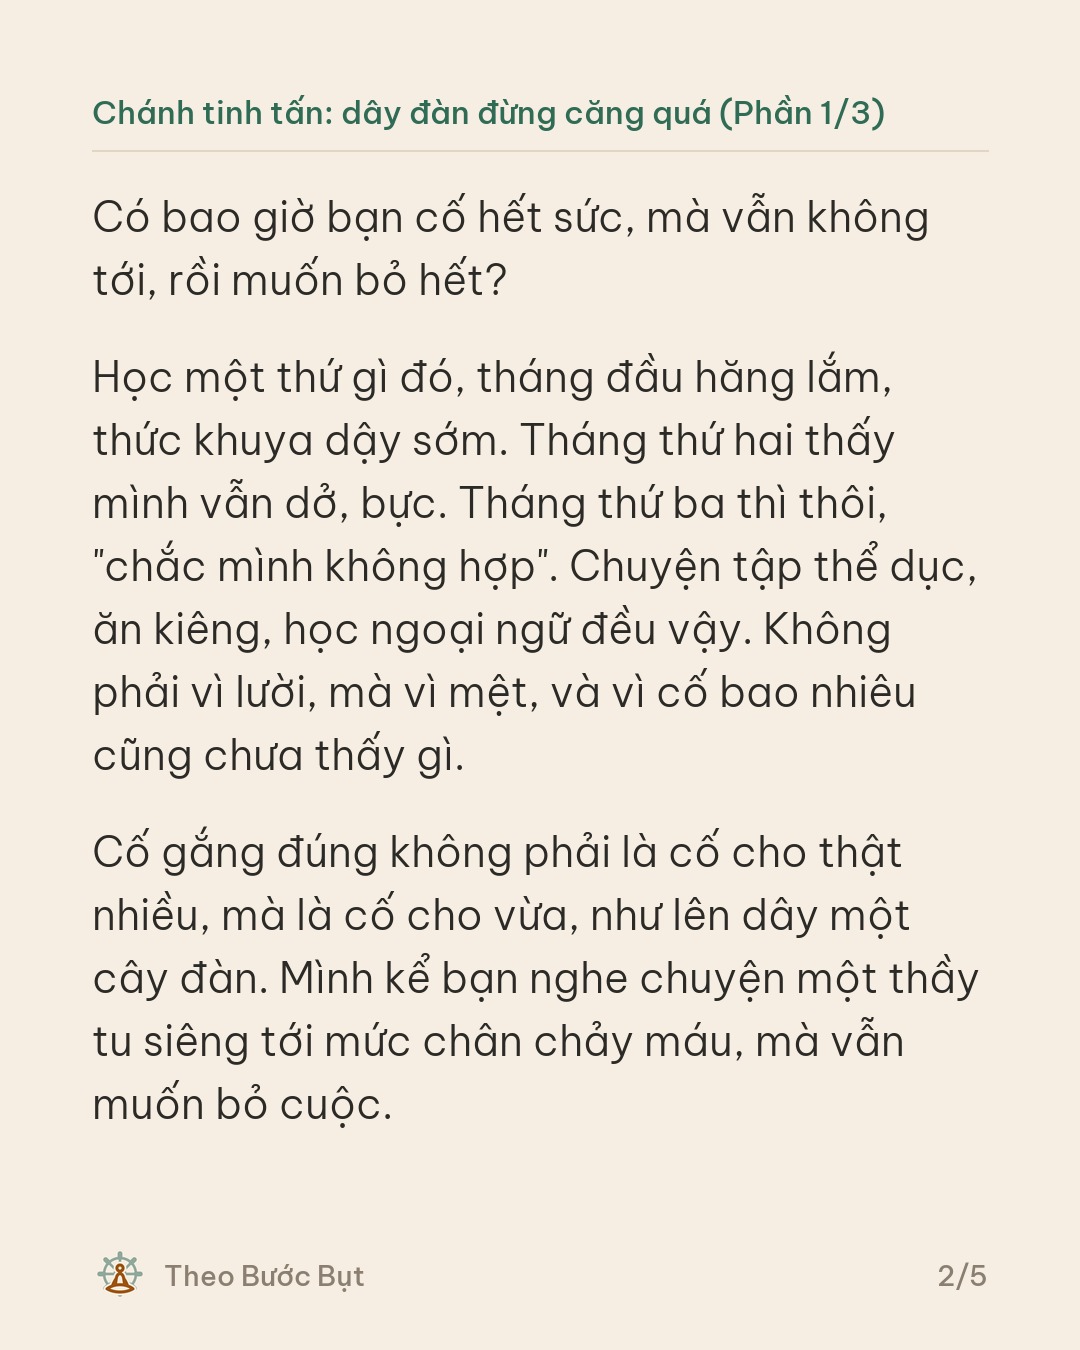 Chánh tinh tấn: dây đàn đừng căng quá (Phần 1/3)
Có bao giờ bạn cố hết sức, mà vẫn không
tới, rồi muốn bỏ hết?
Học một thứ gì đó, tháng đầu hăng lắm,
thức khuya dậy sớm. Tháng thứ hai thấy
mình vẫn dở, bực. Tháng thứ ba thì thôi,
"chắc mình không hợp". Chuyện tập thể dục,
ăn kiêng, học ngoại ngữ đều vậy. Không
phải vì lười, mà vì mệt, và vì cố bao nhiêu
cũng chưa thấy gì.
Cố gắng đúng không phải là cố cho thật
nhiều, mà là cố cho vừa, như lên dây một
cây đàn. Mình kể bạn nghe chuyện một thầy
tu siêng tới mức chân chảy máu, mà vẫn
muốn bỏ cuộc.
Theo Bước Bụt
2/5